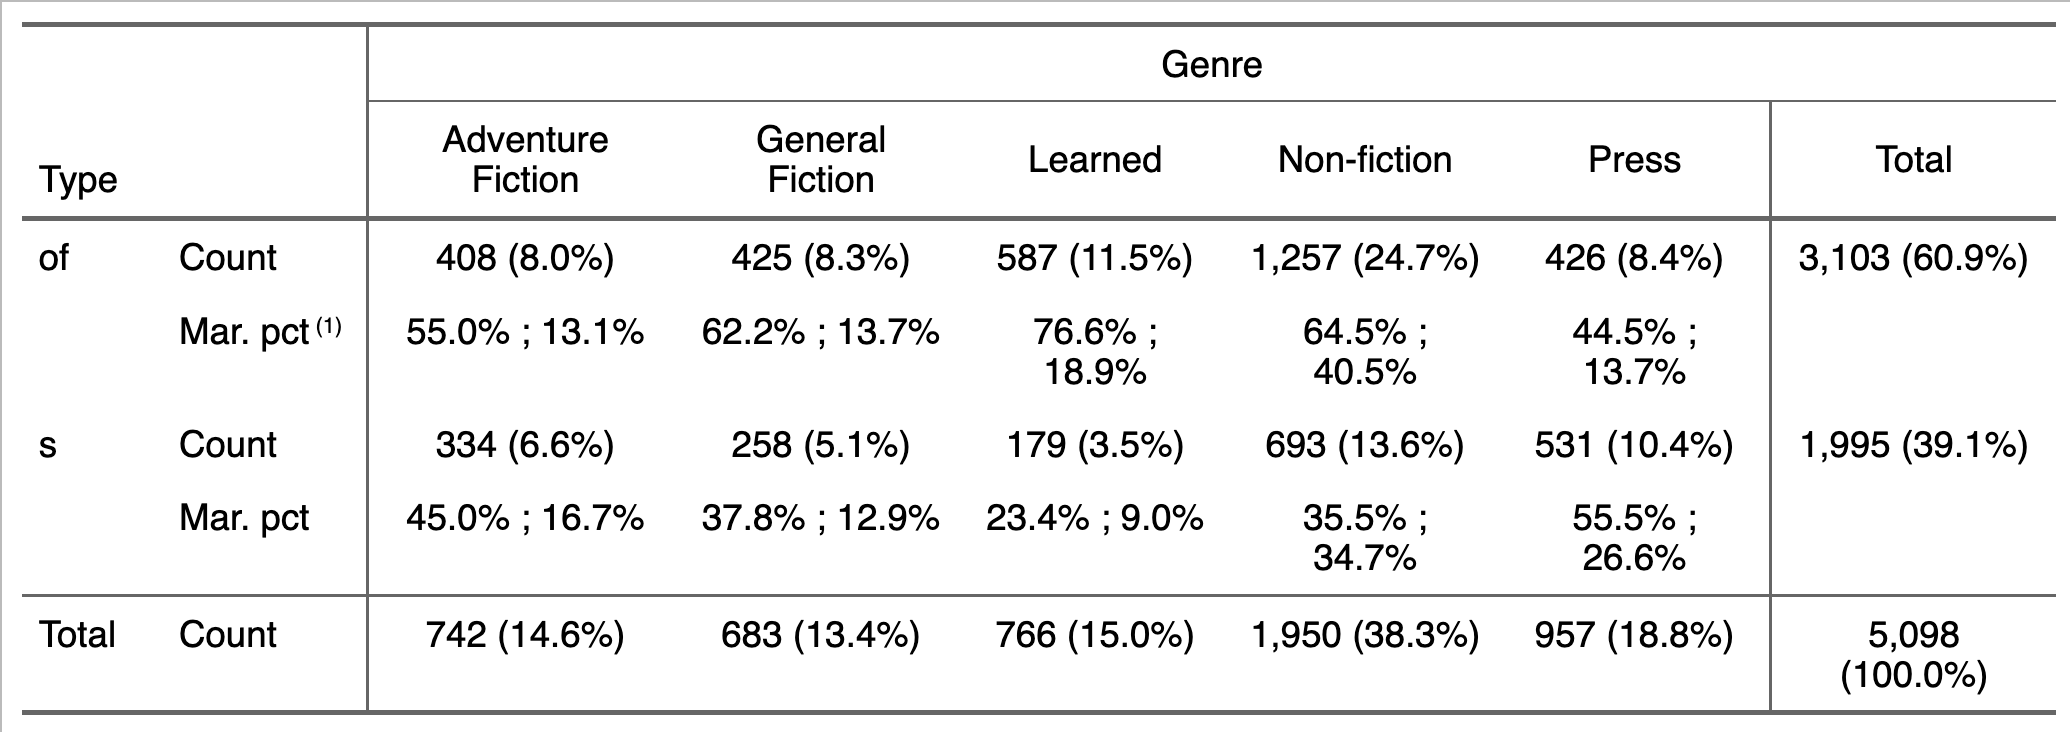 Genre
Type Adventure Fiction General Fiction Learned Non-fiction Press Total
of Count 408 (8.0%) 425 (8.3%) 587 (11.5%) 1,257 (24.7%) 426 (8.4%) 3,103 (60.9%)
Mar. pct (1) 55.0% ; 13.1% 62.2% ; 13.7% 76.6% ; 18.9% 64.5% ; 40.5% 44.5% ; 13.7%
s Count 334 (6.6%) 258 (5.1%) 179 (3.5%) 693 (13.6%) 531 (10.4%) 1,995 (39.1%)
Mar. pct 45.0% ; 16.7% 37.8% ; 12.9% 23.4% ; 9.0% 35.5% ; 34.7% 55.5% ; 26.6%
Total Count 742 (14.6%) 683 (13.4%) 766 (15.0%) 1,950 (38.3%) 957 (18.8%) 5,098 (100.0%)